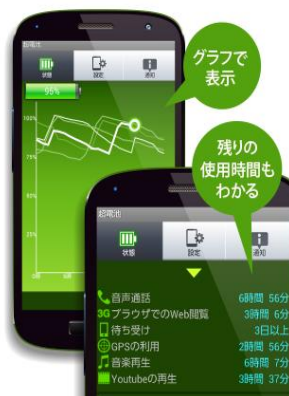 超電池
状態
設定
通知
95%
100%
75%
50%
25%
グラフで
表示
残りの
使用時間も
わかる
超電池
状態
設定
通知
音声通話 6時間 56分
3G ブラウザでのWeb閲覧 3時間 6分
待ち受け 3日以上
GPSの利用 2時間 56分
音楽再生 6時間 7分
Youtubeの再生 3時間 37分